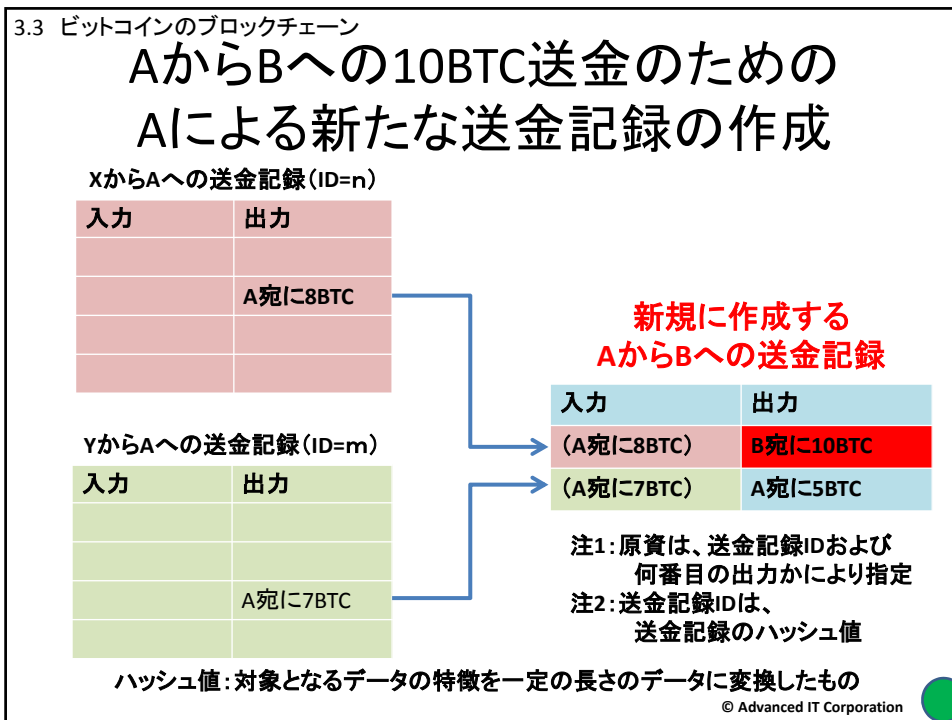 3.3 ビットコインのブロックチェーン
AからBへの10BTC送金のための
Aによる新たな送金記録の作成
XからAへの送金記録(ID=n)
入力 出力
A宛に8BTC
新規に作成する
AからBへの送金記録
入力 出力
(A宛に8BTC) B宛に10BTC
(A宛に7BTC) A宛に5BTC
YからAへの送金記録(ID=m)
入力 出力
A宛に7BTC
注1:原資は、送金記録IDおよび
何番目の出力かにより指定
注2:送金記録IDは、
送金記録のハッシュ値
ハッシュ値:対象となるデータの特徴を一定の長さのデータに変換したもの
© Advanced IT Corporation